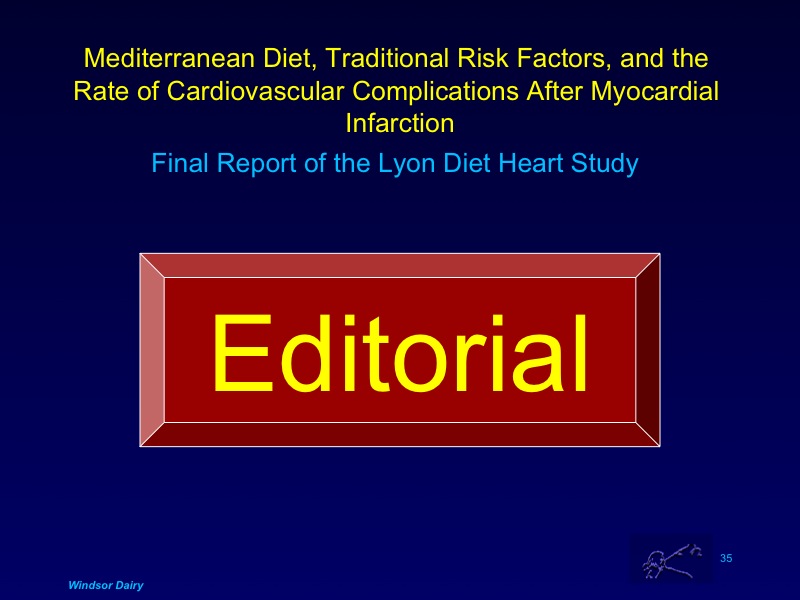 Mediterranean Diet, Traditional Risk Factors, and the
Rate of Cardiovascular Complications After Myocardial
Infarction
Final Report of the Lyon Diet Heart Study
Editorial
35
Windsor Dairy